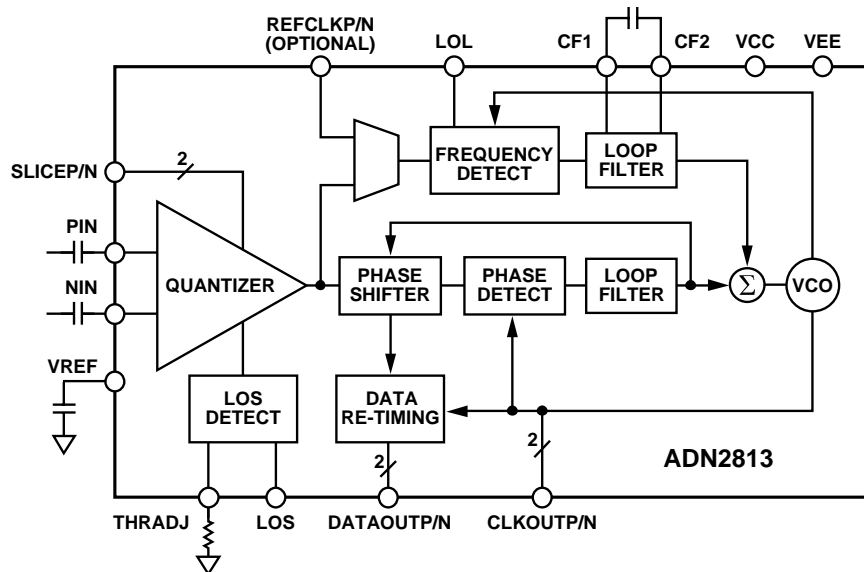 REFCLKP/N
(OPTIONAL)
LOL
CF1
CF2
VCC
VEE
SLICEP/N
2
FREQUENCY
DETECT
LOOP
FILTER
PIN
NIN
QUANTIZER
PHASE
SHIFTER
PHASE
DETECT
LOOP
FILTER
Σ
VCO
VREF
LOS
DETECT
DATA
RE-TIMING
2
2
ADN2813
THRADJ
LOS
DATAOUTP/N
CLKOUTP/N